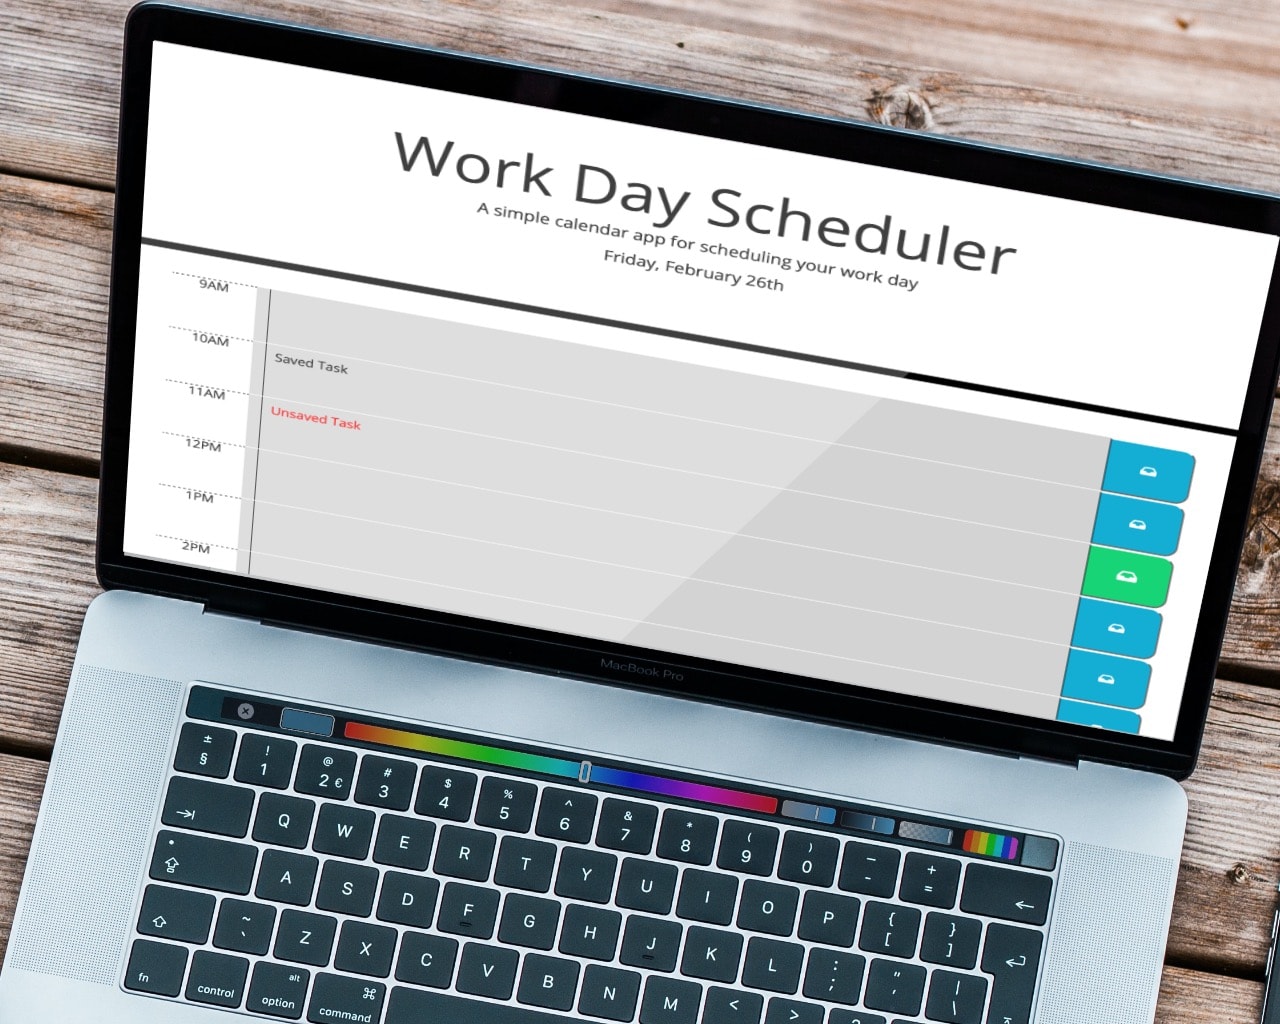 Work Day Scheduler
A simple calendar app for scheduling your work day
Friday, February 26th
9AM
10AM
Saved Task
11AM
Unsaved Task
12PM
1PM
2PM
MacBook Pro
± ! @ # $ % ^ & * ( ) _ +
§ 1 2 € 3 4 5 6 7 8 9 0 - =
Q W E R T Y U I O P { [ } ]
A S D F G H J K L : ; " ' | \
~ ` Z X C V B N M < >
fn control alt option ⌘ command